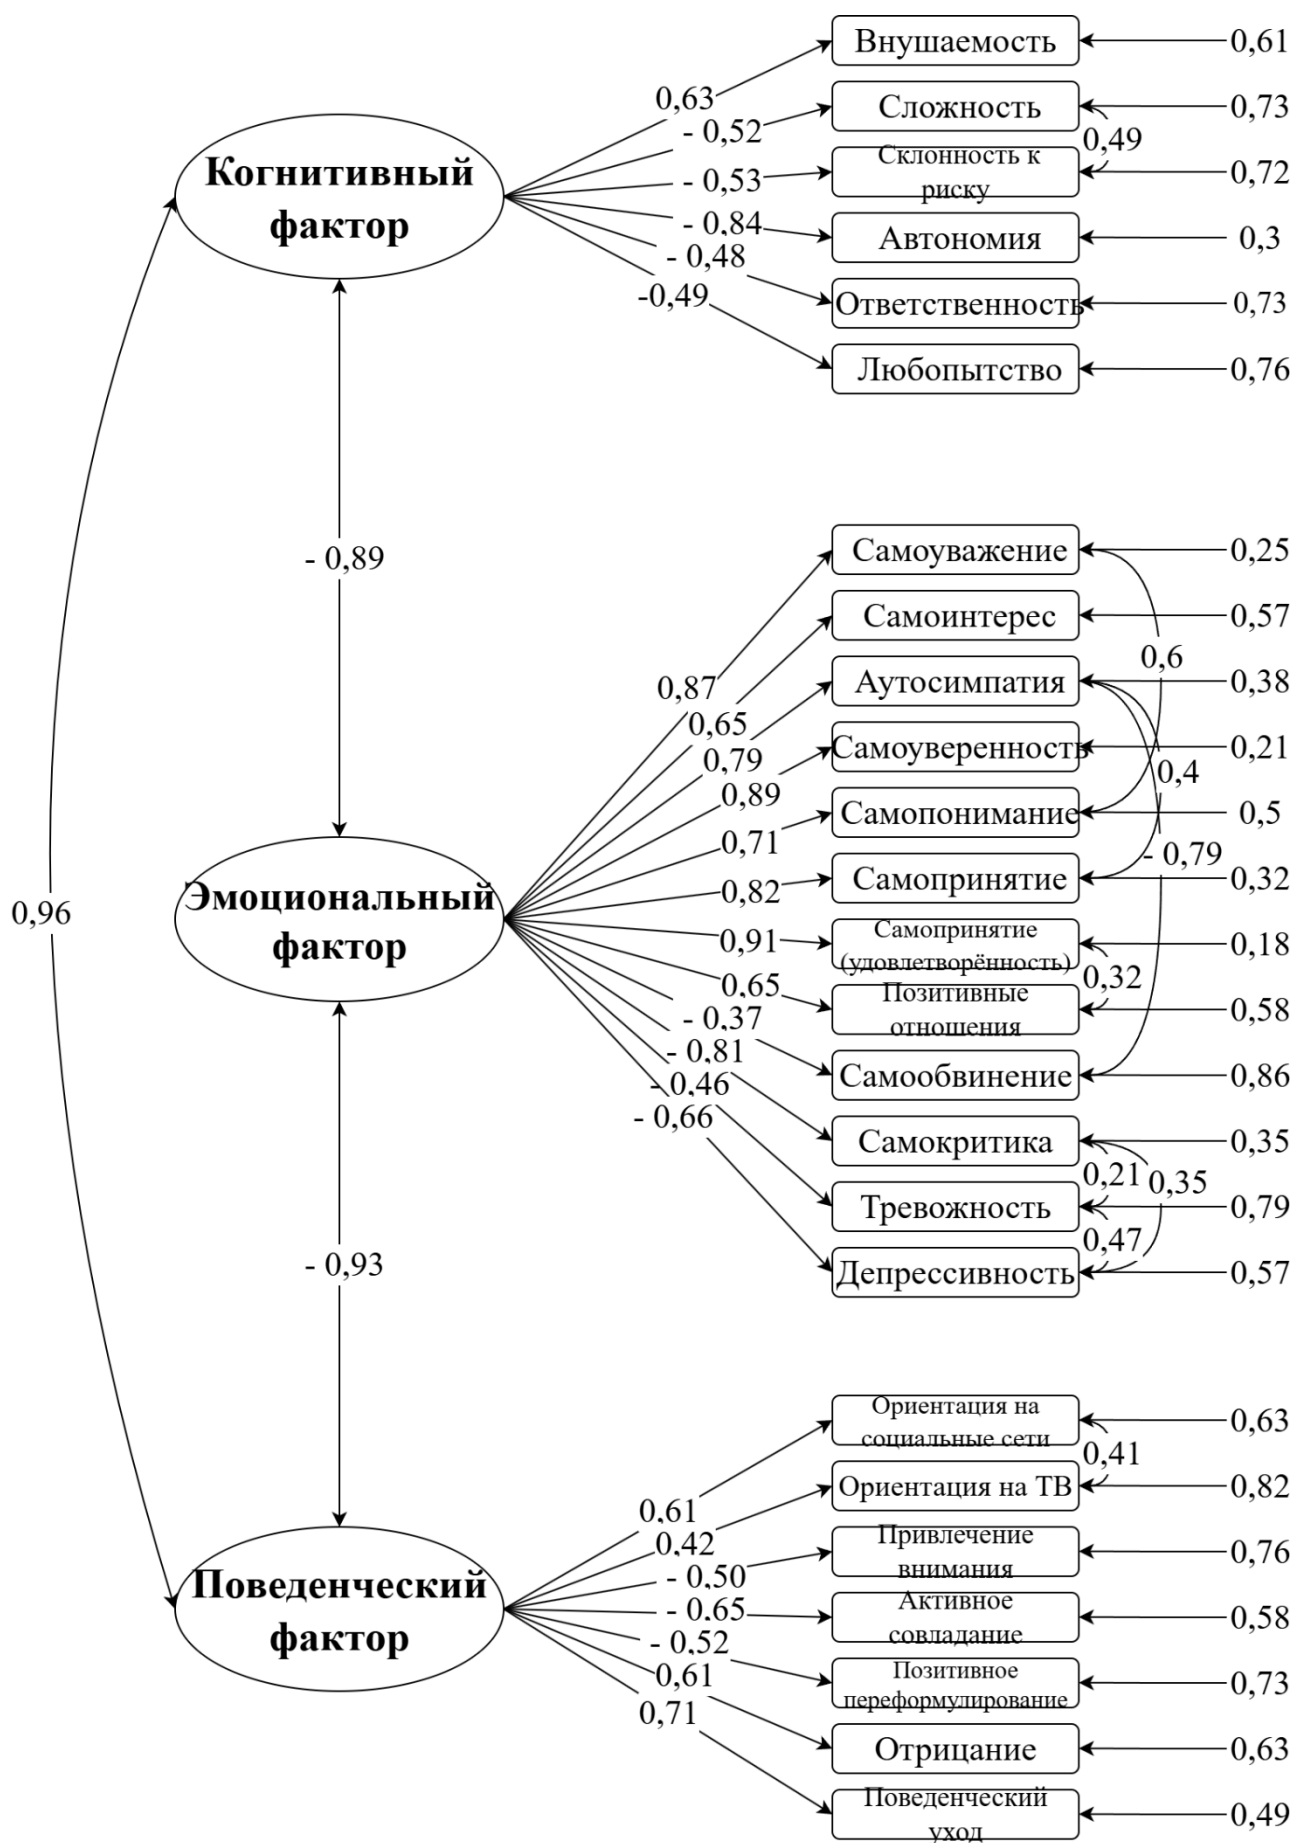 Когнитивный
фактор
0,63
- 0,52
- 0,53
- 0,84
- 0,48
-0,49
Внушаемость
0,61
Сложность
0,73
0,49
Склонность к
риску
0,72
Автономия
0,3
Ответственность
0,73
Любопытство
0,76
- 0,89
0,96
Эмоциональный
фактор
0,87
0,65
0,79
0,89
0,71
0,82
0,91
0,65
- 0,37
- 0,81
- 0,46
- 0,66
Самоуважение
0,25
Самоинтерес
0,57
0,6
Аутосимпатия
0,38
Самоуверенность
0,21
0,4
Самопонимание
0,5
- 0,79
Самопринятие
0,32
Самопринятие
(удовлетворённость)
0,18
0,32
Позитивные
отношения
0,58
Самообвинение
0,86
Самокритика
0,35
0,21
0,35
Тревожность
0,79
0,47
Депрессивность
0,57
- 0,93
Поведенческий
фактор
0,61
0,42
- 0,50
- 0,65
- 0,52
0,61
0,71
Ориентация на
социальные сети
0,63
0,41
Ориентация на ТВ
0,82
Привлечение
внимания
0,76
Активное
совладание
0,58
Позитивное
переформулирование
0,73
Отрицание
0,63
Поведенческий
уход
0,49